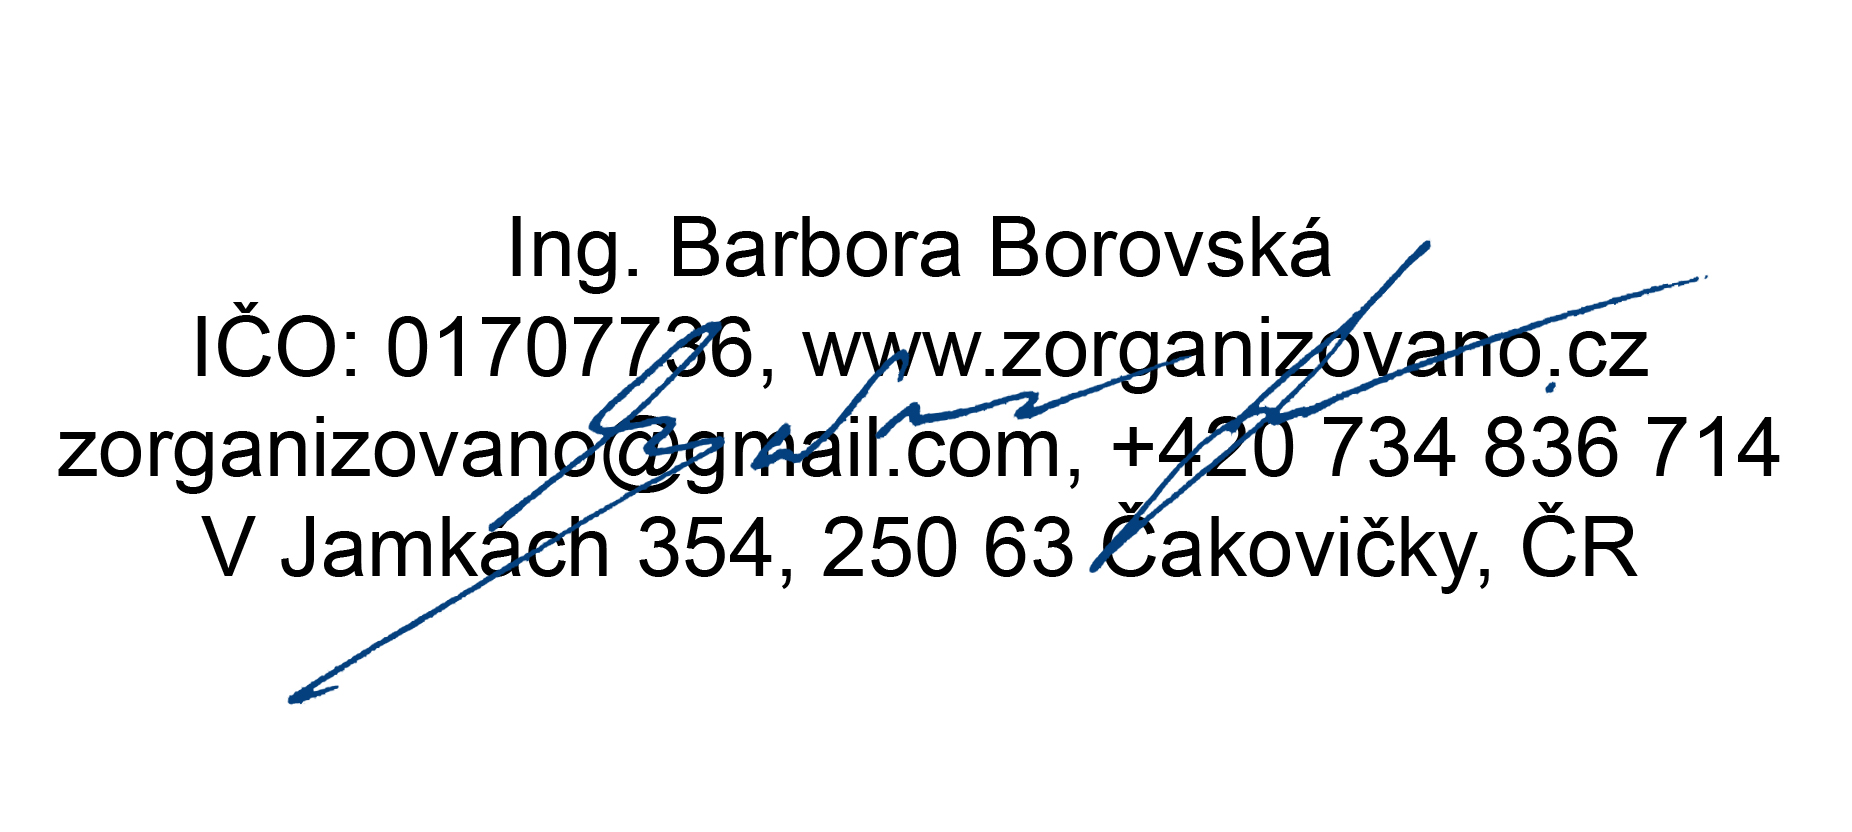 Ing. Barbora Borovská
IČO: 01707736, www.zorganizovano.cz
zorganizovano@gmail.com, +420 734 836 714
V Jamkách 354, 250 63 Čakovičky, ČR